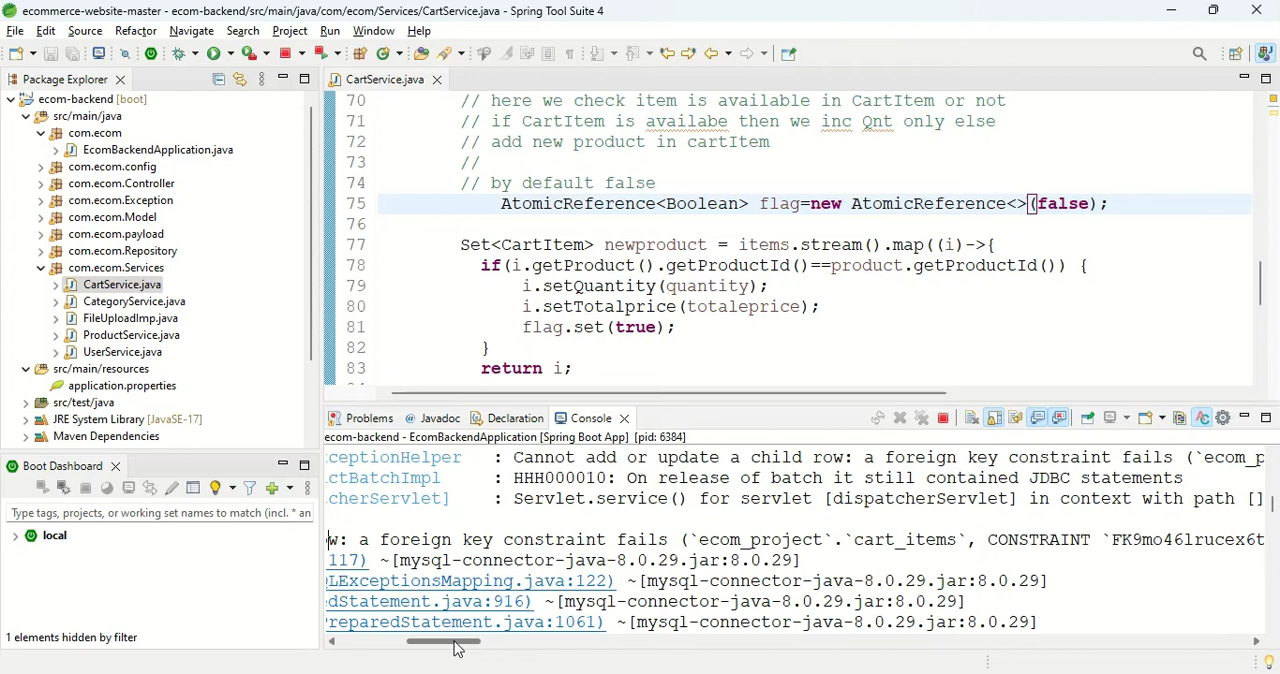 ecommerce-website-master - ecom-backend/src/main/java/com/ecom/Services/CartService.java - Spring Tool Suite 4
File Edit Source Refactor Navigate Search Project Run Window Help
Package Explorer
ecom-backend [boot]
src/main/java
com.ecom
EcomBackendApplication.java
com.ecom.config
com.ecom.Controller
com.ecom.Exception
com.ecom.Model
com.ecom.payload
com.ecom.Repository
com.ecom.Services
CartService.java
CategoryService.java
FileUploadImp.java
ProductService.java
UserService.java
src/main/resources
application.properties
src/test/java
JRE System Library [JavaSE-17]
Maven Dependencies
Boot Dashboard
Type tags, projects, or working set names to match (incl. * an
local
1 elements hidden by filter
CartService.java
70 // here we check item is available in CartItem or not
71 // if CartItem is availabe then we inc Qnt only else
72 // add new product in cartItem
73 //
74 // by default false
75 AtomicReference<Boolean> flag=new AtomicReference<>(false);
76
77 Set<CartItem> newproduct = items.stream().map((i)->{
78 if(i.getProduct().getProductId()==product.getProductId()) {
79 i.setQuantity(quantity);
80 i.setTotalprice(totaleprice);
81 flag.set(true);
82 }
83 return i;
Problems Javadoc Declaration Console
ecom-backend - EcomBackendApplication [Spring Boot App] [pid: 6384]
ceptionHelper : Cannot add or update a child row: a foreign key constraint fails (`ecom_p
ctBatchImpl : HHH000010: On release of batch it still contained JDBC statements
cherServlet] : Servlet.service() for servlet [dispatcherServlet] in context with path []
w: a foreign key constraint fails (`ecom_project`.`cart_items`, CONSTRAINT `FK9mo46lrucex6t
117) ~[mysql-connector-java-8.0.29.jar:8.0.29]
LExceptionsMapping.java:122) ~[mysql-connector-java-8.0.29.jar:8.0.29]
dStatement.java:916) ~[mysql-connector-java-8.0.29.jar:8.0.29]
reparedStatement.java:1061) ~[mysql-connector-java-8.0.29.jar:8.0.29]